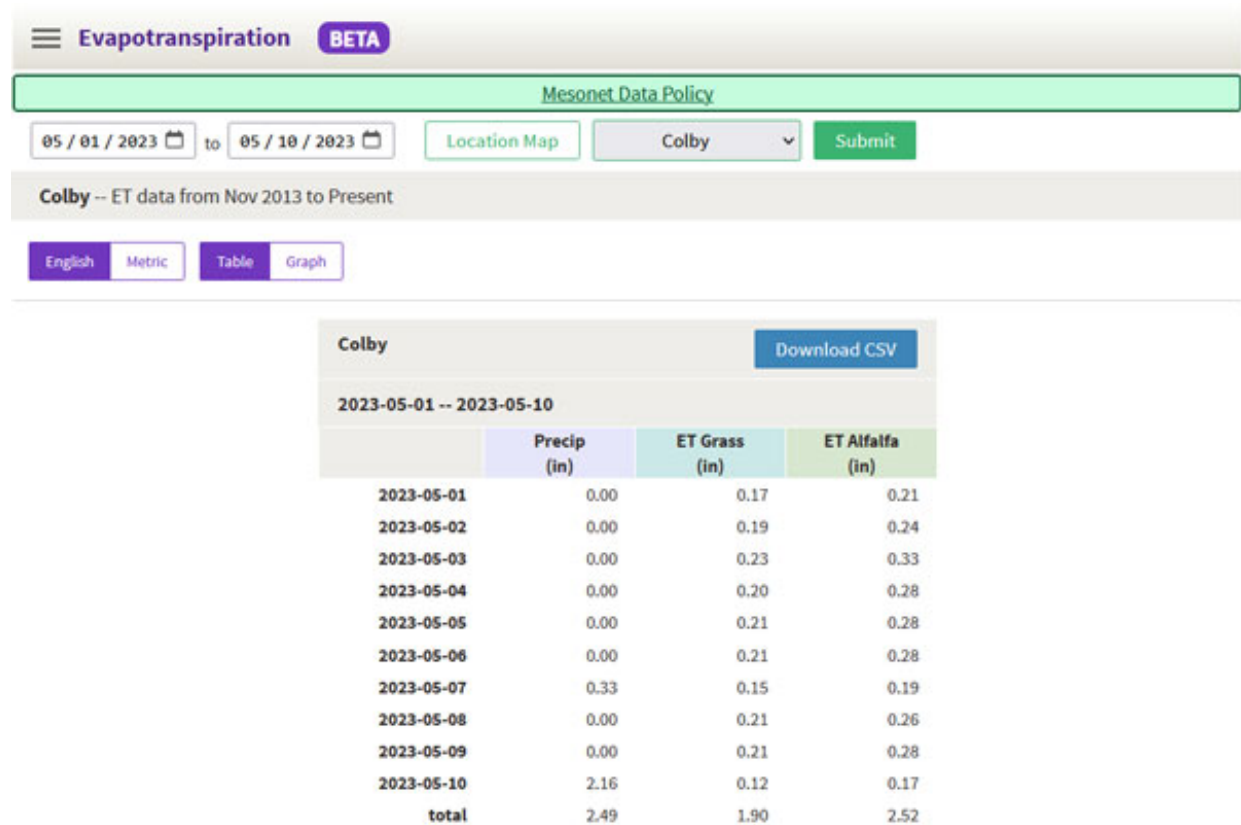 Evapotranspiration BETA
Mesonet Data Policy
05/01/2023 to 05/10/2023 Location Map Colby Submit
Colby -- ET data from Nov 2013 to Present
English Metric Table Graph
Colby Download CSV
2023-05-01 -- 2023-05-10
Precip ET Grass ET Alfalfa
(in) (in) (in)
2023-05-01 0.00 0.17 0.21
2023-05-02 0.00 0.19 0.24
2023-05-03 0.00 0.23 0.33
2023-05-04 0.00 0.20 0.28
2023-05-05 0.00 0.21 0.28
2023-05-06 0.00 0.21 0.28
2023-05-07 0.33 0.15 0.19
2023-05-08 0.00 0.21 0.26
2023-05-09 0.00 0.21 0.28
2023-05-10 2.16 0.12 0.17
total 2.49 1.90 2.52